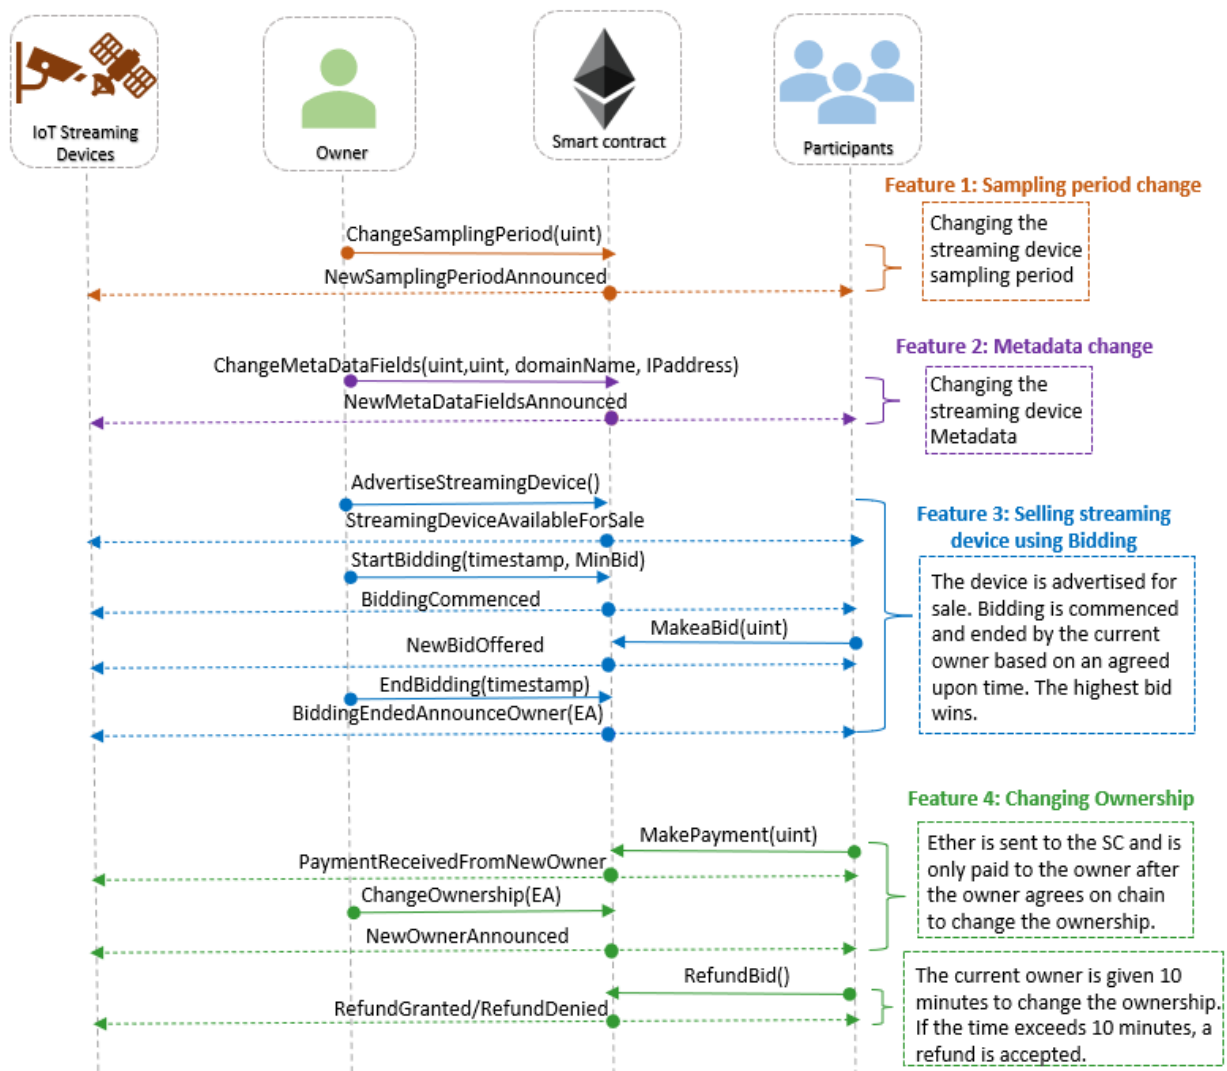 IoT Streaming
Devices
Owner
Smart contract
Participants
Feature 1: Sampling period change
ChangeSamplingPeriod(uint)
NewSamplingPeriodAnnounced
Changing the
streaming device
sampling period
Feature 2: Metadata change
ChangeMetaDataFields(uint,uint, domainName, IPaddress)
NewMetaDataFieldsAnnounced
Changing the
streaming device
Metadata
AdvertiseStreamingDevice()
StreamingDeviceAvailableForSale
StartBidding(timestamp, MinBid)
BiddingCommenced
MakeaBid(uint)
NewBidOffered
EndBidding(timestamp)
BiddingEndedAnnounceOwner(EA)
Feature 3: Selling streaming
device using Bidding
The device is advertised for
sale. Bidding is commenced
and ended by the current
owner based on an agreed
upon time. The highest bid
wins.
Feature 4: Changing Ownership
MakePayment(uint)
PaymentReceivedFromNewOwner
ChangeOwnership(EA)
NewOwnerAnnounced
Ether is sent to the SC and is
only paid to the owner after
the owner agrees on chain
to change the ownership.
RefundBid()
RefundGranted/RefundDenied
The current owner is given 10
minutes to change the ownership.
If the time exceeds 10 minutes, a
refund is accepted.